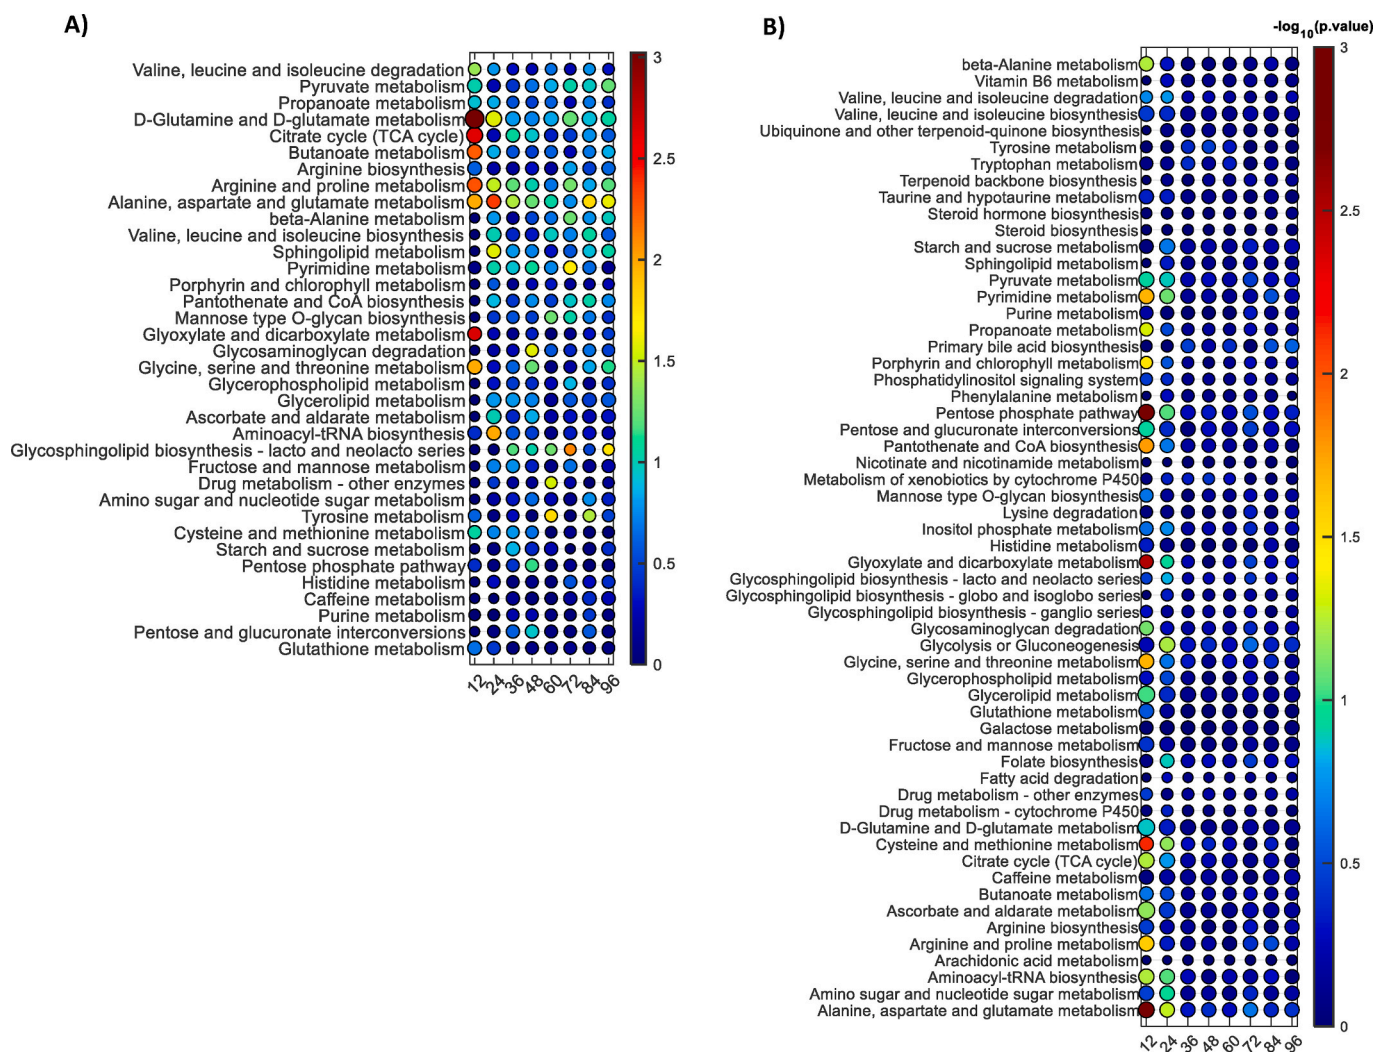 A)
Valine, leucine and isoleucine degradation
Pyruvate metabolism
Propanoate metabolism
D-Glutamine and D-glutamate metabolism
Citrate cycle (TCA cycle)
Butanoate metabolism
Arginine biosynthesis
Arginine and proline metabolism
Alanine, aspartate and glutamate metabolism
beta-Alanine metabolism
Valine, leucine and isoleucine biosynthesis
Sphingolipid metabolism
Pyrimidine metabolism
Porphyrin and chlorophyll metabolism
Pantothenate and CoA biosynthesis
Mannose type O-glycan biosynthesis
Glyoxylate and dicarboxylate metabolism
Glycosaminoglycan degradation
Glycine, serine and threonine metabolism
Glycerophospholipid metabolism
Glycerolipid metabolism
Ascorbate and aldarate metabolism
Aminoacyl-tRNA biosynthesis
Glycosphingolipid biosynthesis - lacto and neolacto series
Fructose and mannose metabolism
Drug metabolism - other enzymes
Amino sugar and nucleotide sugar metabolism
Tyrosine metabolism
Cysteine and methionine metabolism
Starch and sucrose metabolism
Pentose phosphate pathway
Histidine metabolism
Caffeine metabolism
Purine metabolism
Pentose and glucuronate interconversions
Glutathione metabolism
12 24 36 48 60 72 84 96
3
2.5
2
1.5
1
0.5
0
B)
-log10(p.value)
beta-Alanine metabolism
Vitamin B6 metabolism
Valine, leucine and isoleucine degradation
Valine, leucine and isoleucine biosynthesis
Ubiquinone and other terpenoid-quinone biosynthesis
Tyrosine metabolism
Tryptophan metabolism
Terpenoid backbone biosynthesis
Taurine and hypotaurine metabolism
Steroid hormone biosynthesis
Steroid biosynthesis
Starch and sucrose metabolism
Sphingolipid metabolism
Pyruvate metabolism
Pyrimidine metabolism
Purine metabolism
Propanoate metabolism
Primary bile acid biosynthesis
Porphyrin and chlorophyll metabolism
Phosphatidylinositol signaling system
Phenylalanine metabolism
Pentose phosphate pathway
Pentose and glucuronate interconversions
Pantothenate and CoA biosynthesis
Nicotinate and nicotinamide metabolism
Metabolism of xenobiotics by cytochrome P450
Mannose type O-glycan biosynthesis
Lysine degradation
Inositol phosphate metabolism
Histidine metabolism
Glyoxylate and dicarboxylate metabolism
Glycosphingolipid biosynthesis - lacto and neolacto series
Glycosphingolipid biosynthesis - globo and isoglobo series
Glycosphingolipid biosynthesis - ganglio series
Glycosaminoglycan degradation
Glycolysis or Gluconeogenesis
Glycine, serine and threonine metabolism
Glycerophospholipid metabolism
Glycerolipid metabolism
Glutathione metabolism
Galactose metabolism
Fructose and mannose metabolism
Folate biosynthesis
Fatty acid degradation
Drug metabolism - other enzymes
Drug metabolism - cytochrome P450
D-Glutamine and D-glutamate metabolism
Cysteine and methionine metabolism
Citrate cycle (TCA cycle)
Caffeine metabolism
Butanoate metabolism
Ascorbate and aldarate metabolism
Arginine biosynthesis
Arginine and proline metabolism
Arachidonic acid metabolism
Aminoacyl-tRNA biosynthesis
Amino sugar and nucleotide sugar metabolism
Alanine, aspartate and glutamate metabolism
12 24 36 48 60 72 84 96
3
2.5
2
1.5
1
0.5
0